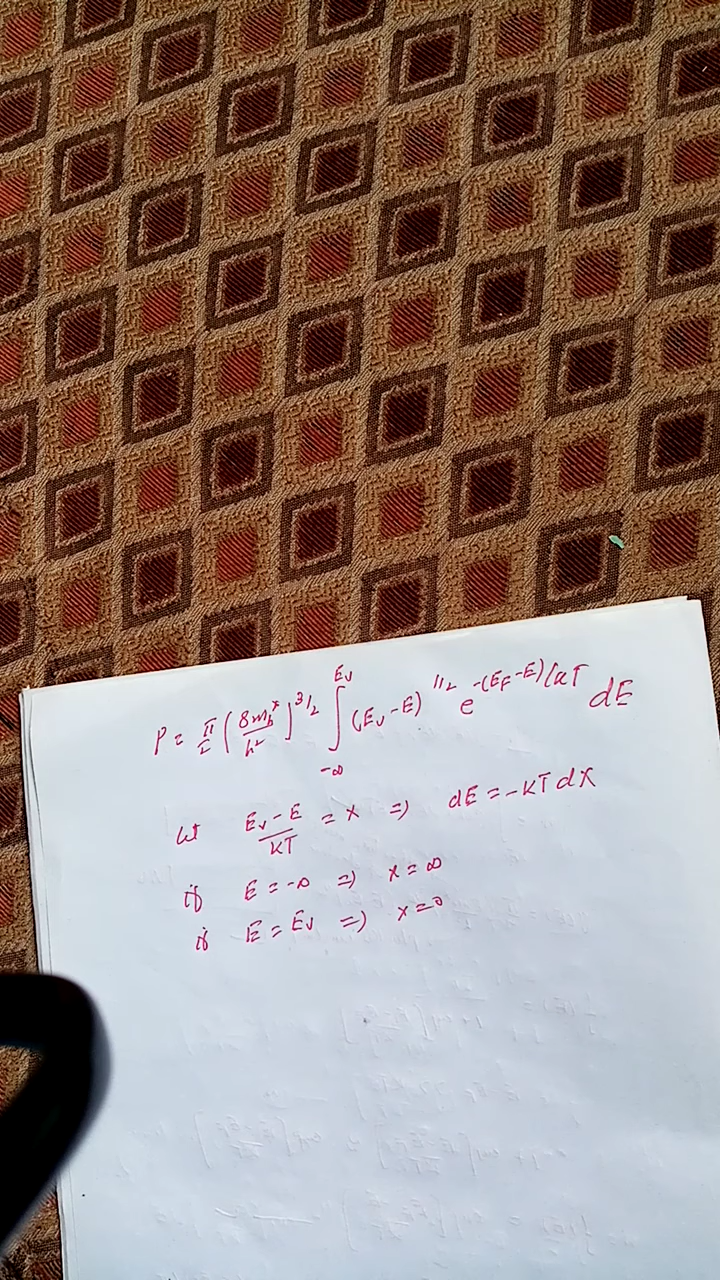 P = π/2 (8m_h*/h²)^3/2 ∫_{-∞}^{Ev} (Ev - E)^1/2 e^-(EF-E)/kT dE
let (Ev - E)/KT = x => dE = -KT dx
if E = -∞ => x = ∞
if E = Ev => x = 0